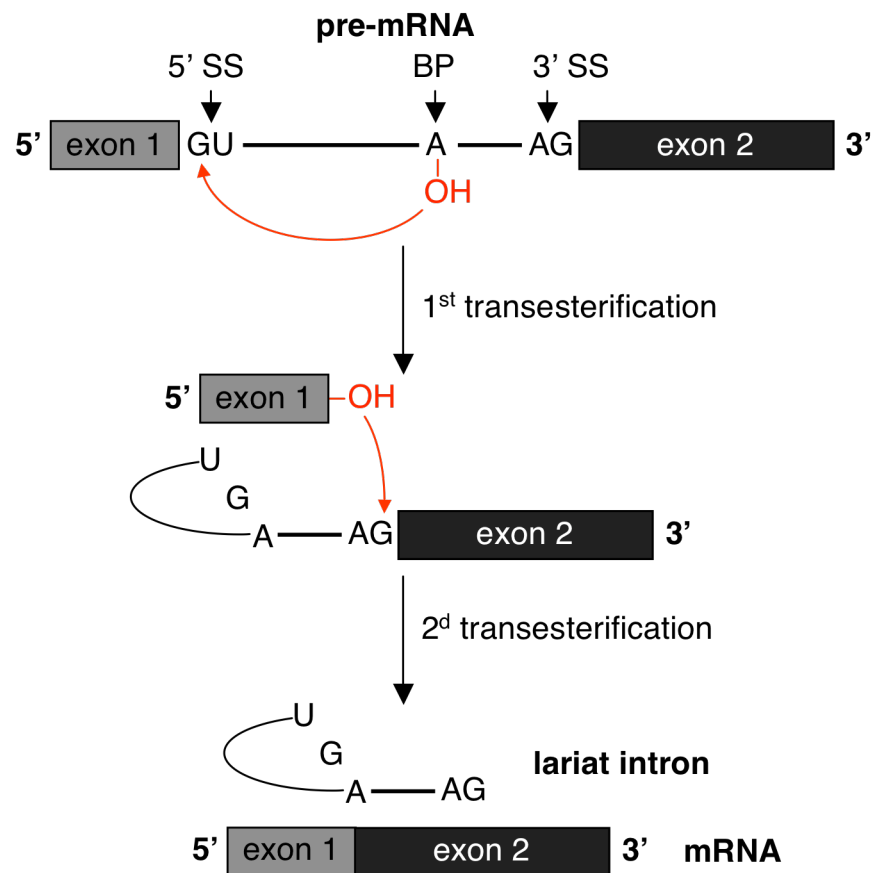 pre-mRNA
5’ SS BP 3’ SS
5’ exon 1 GU A AG exon 2 3’
OH
1st transesterification
5’ exon 1 OH
U
G
A AG exon 2 3’
2d transesterification
U
G
lariat intron
A AG
5’ exon 1 exon 2 3’ mRNA